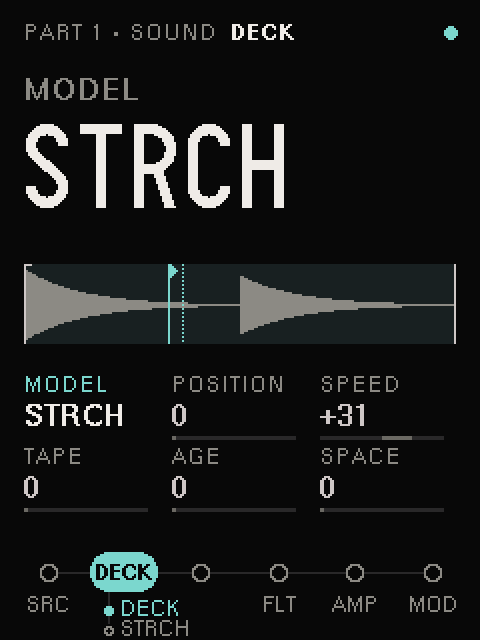 PART 1 · SOUND DECK
MODEL
STRCH
MODEL POSITION SPEED
STRCH 0 +31
TAPE AGE SPACE
0 0 0
DECK
SRC DECK FLT AMP MOD
STRCH